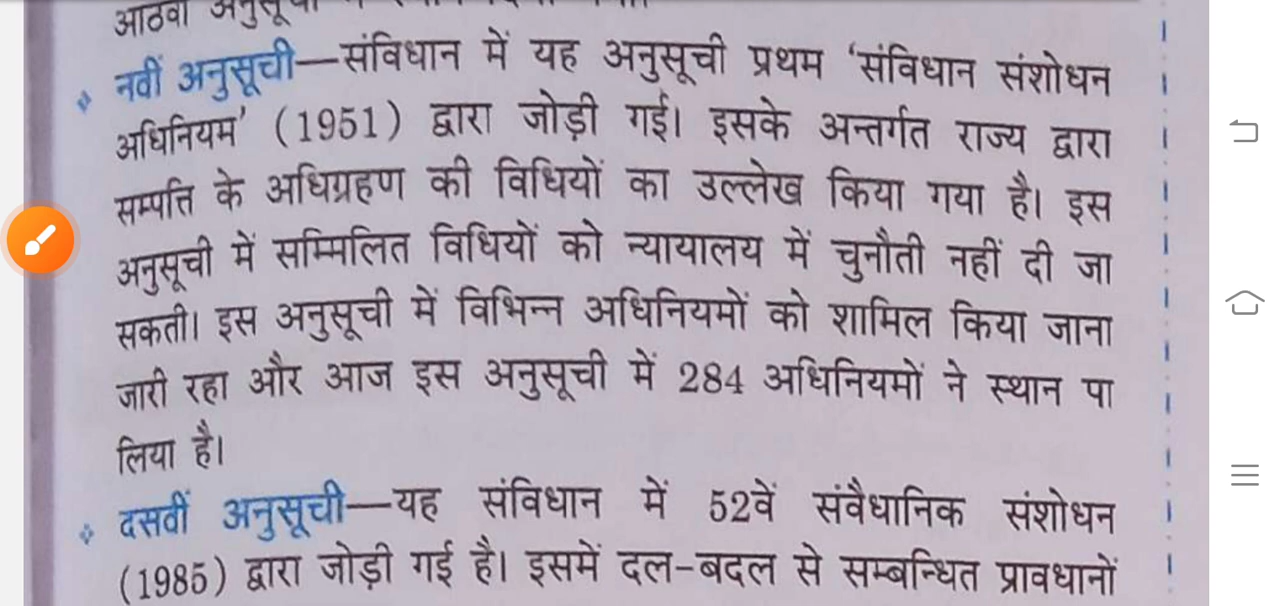 आठवीं अनुसूची
नवीं अनुसूची—संविधान में यह अनुसूची प्रथम ‘संविधान संशोधन
अधिनियम’ (1951) द्वारा जोड़ी गई। इसके अन्तर्गत राज्य द्वारा
सम्पत्ति के अधिग्रहण की विधियों का उल्लेख किया गया है। इस
अनुसूची में सम्मिलित विधियों को न्यायालय में चुनौती नहीं दी जा
सकती। इस अनुसूची में विभिन्न अधिनियमों को शामिल किया जाना
जारी रहा और आज इस अनुसूची में 284 अधिनियमों ने स्थान पा
लिया है।
दसवीं अनुसूची—यह संविधान में 52वें संवैधानिक संशोधन
(1985) द्वारा जोड़ी गई है। इसमें दल-बदल से सम्बन्धित प्रावधानों